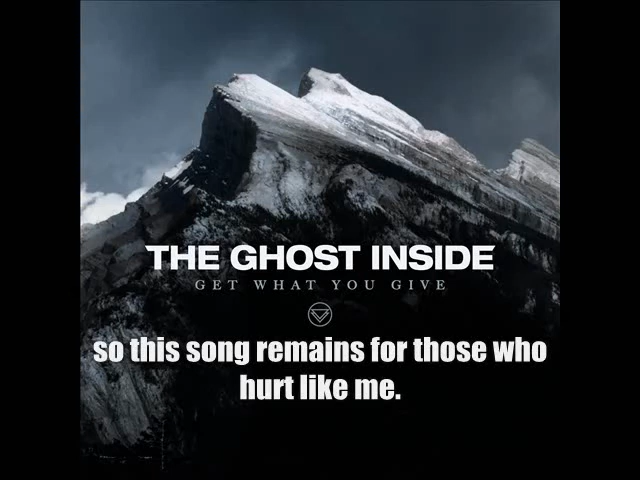 THE GHOST INSIDE
GET WHAT YOU GIVE
so this song remains for those who
hurt like me.